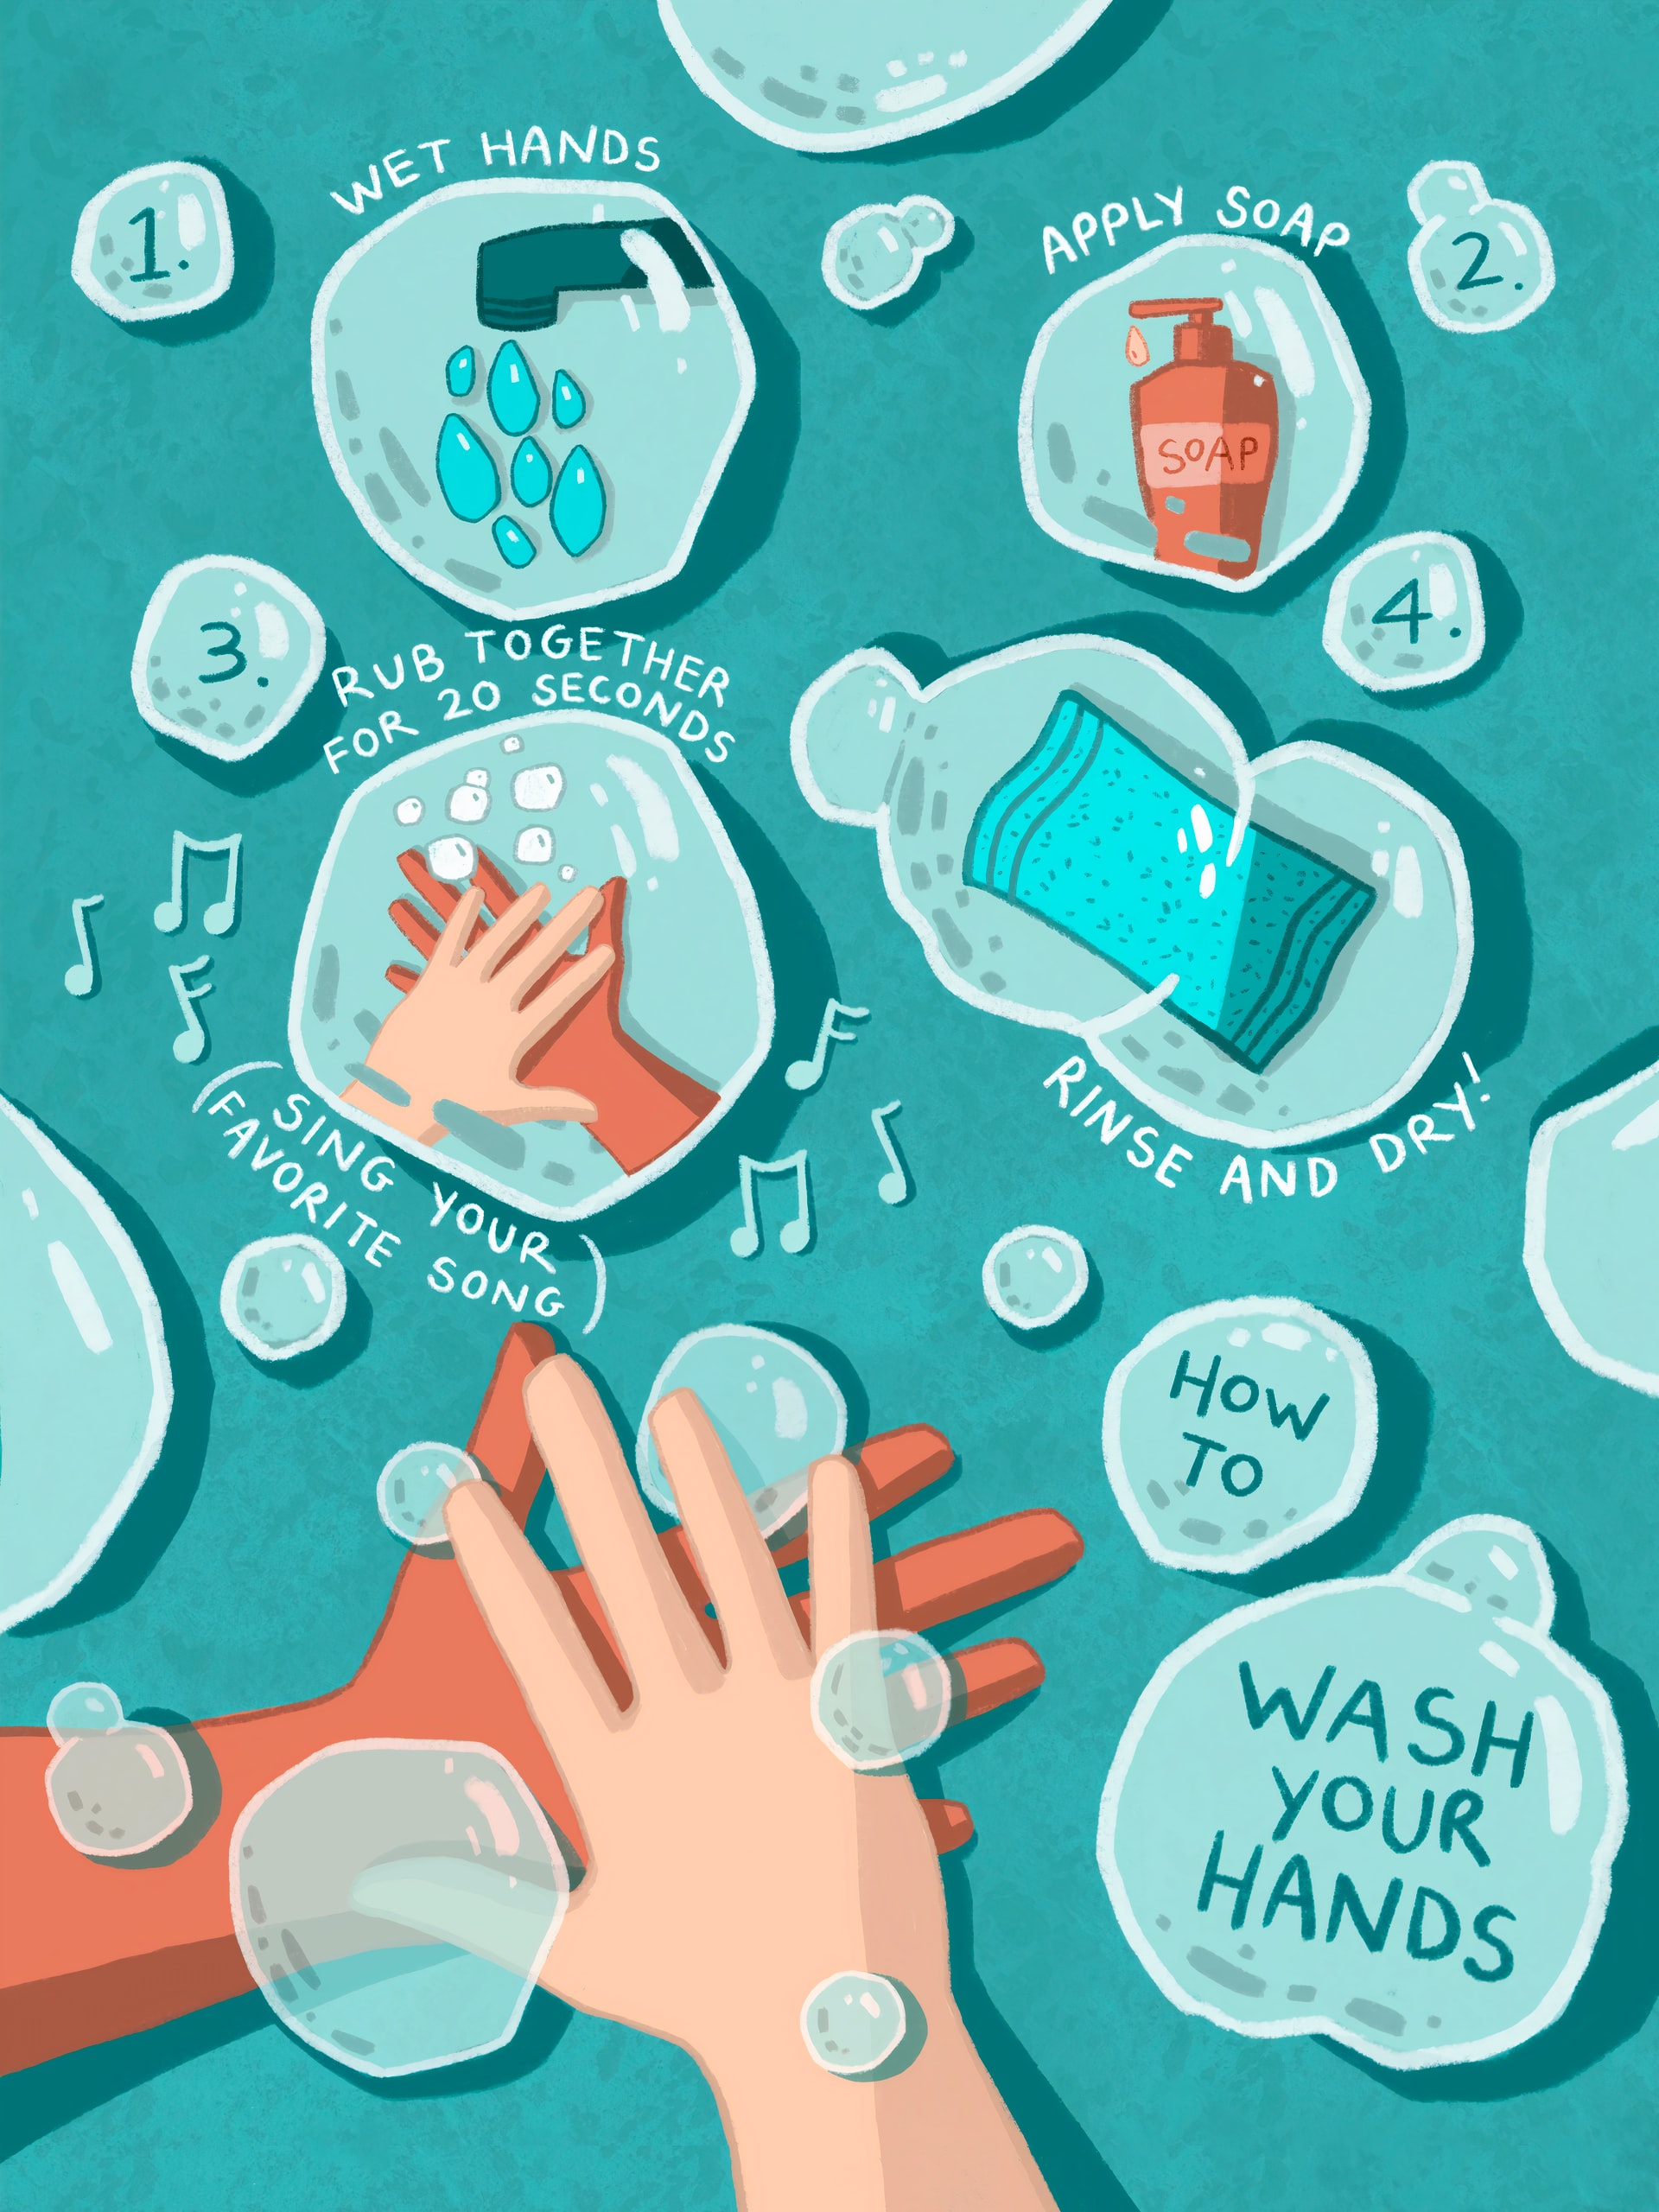 1.
WET HANDS
APPLY SOAP
2.
SOAP
3.
RUB TOGETHER
FOR 20 SECONDS
(SING YOUR
FAVORITE SONG)
4.
RINSE AND DRY!
HOW
TO
WASH
YOUR
HANDS